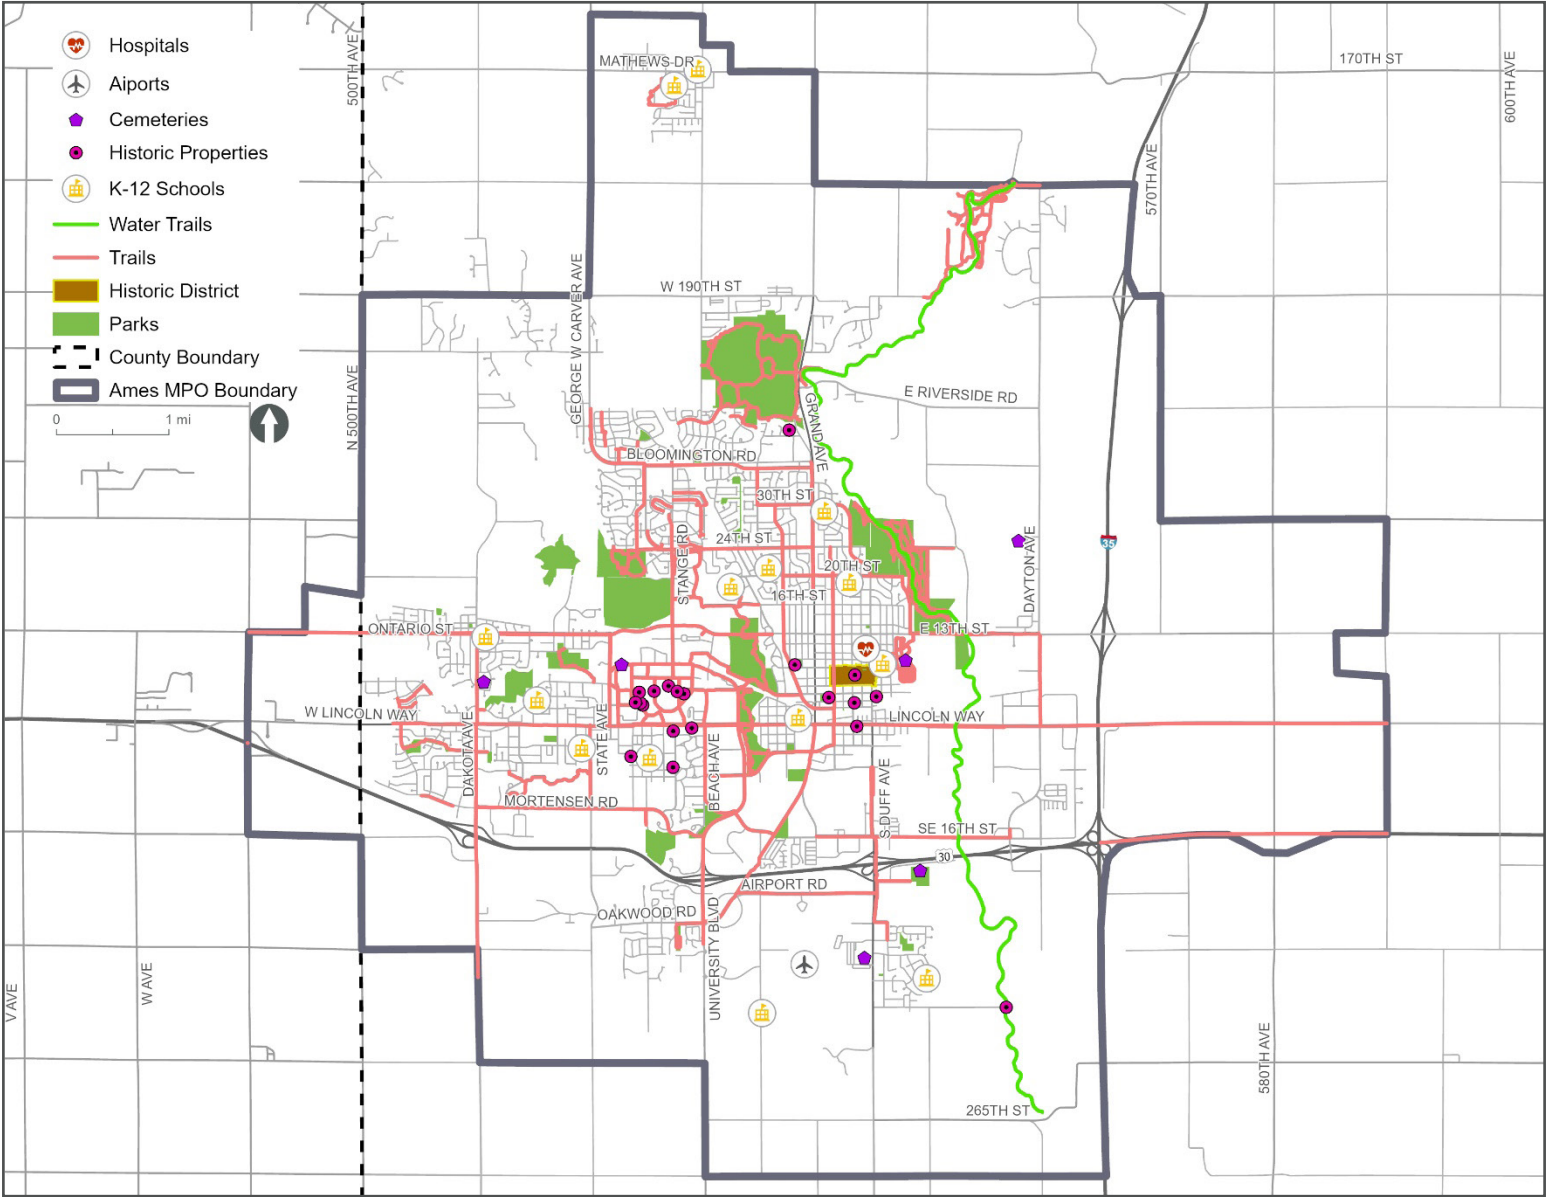 Hospitals
Aiports
Cemeteries
Historic Properties
K-12 Schools
Water Trails
Trails
Historic District
Parks
County Boundary
Ames MPO Boundary
0 1 mi
500TH AVE
N 500TH AVE
MATHEWS DR
170TH ST
600TH AVE
570TH AVE
GEORGE W CARVER AVE
W 190TH ST
E RIVERSIDE RD
GRAND AVE
BLOOMINGTON RD
30TH ST
24TH ST
STANGE RD
20TH ST
16TH ST
DAYTON AVE
35
ONTARIO ST
E 13TH ST
W LINCOLN WAY
LINCOLN WAY
DAKOTA AVE
STATE AVE
BEACH AVE
S DUFF AVE
MORTENSEN RD
SE 16TH ST
30
AIRPORT RD
OAKWOOD RD
UNIVERSITY BLVD
V AVE
W AVE
580TH AVE
265TH ST